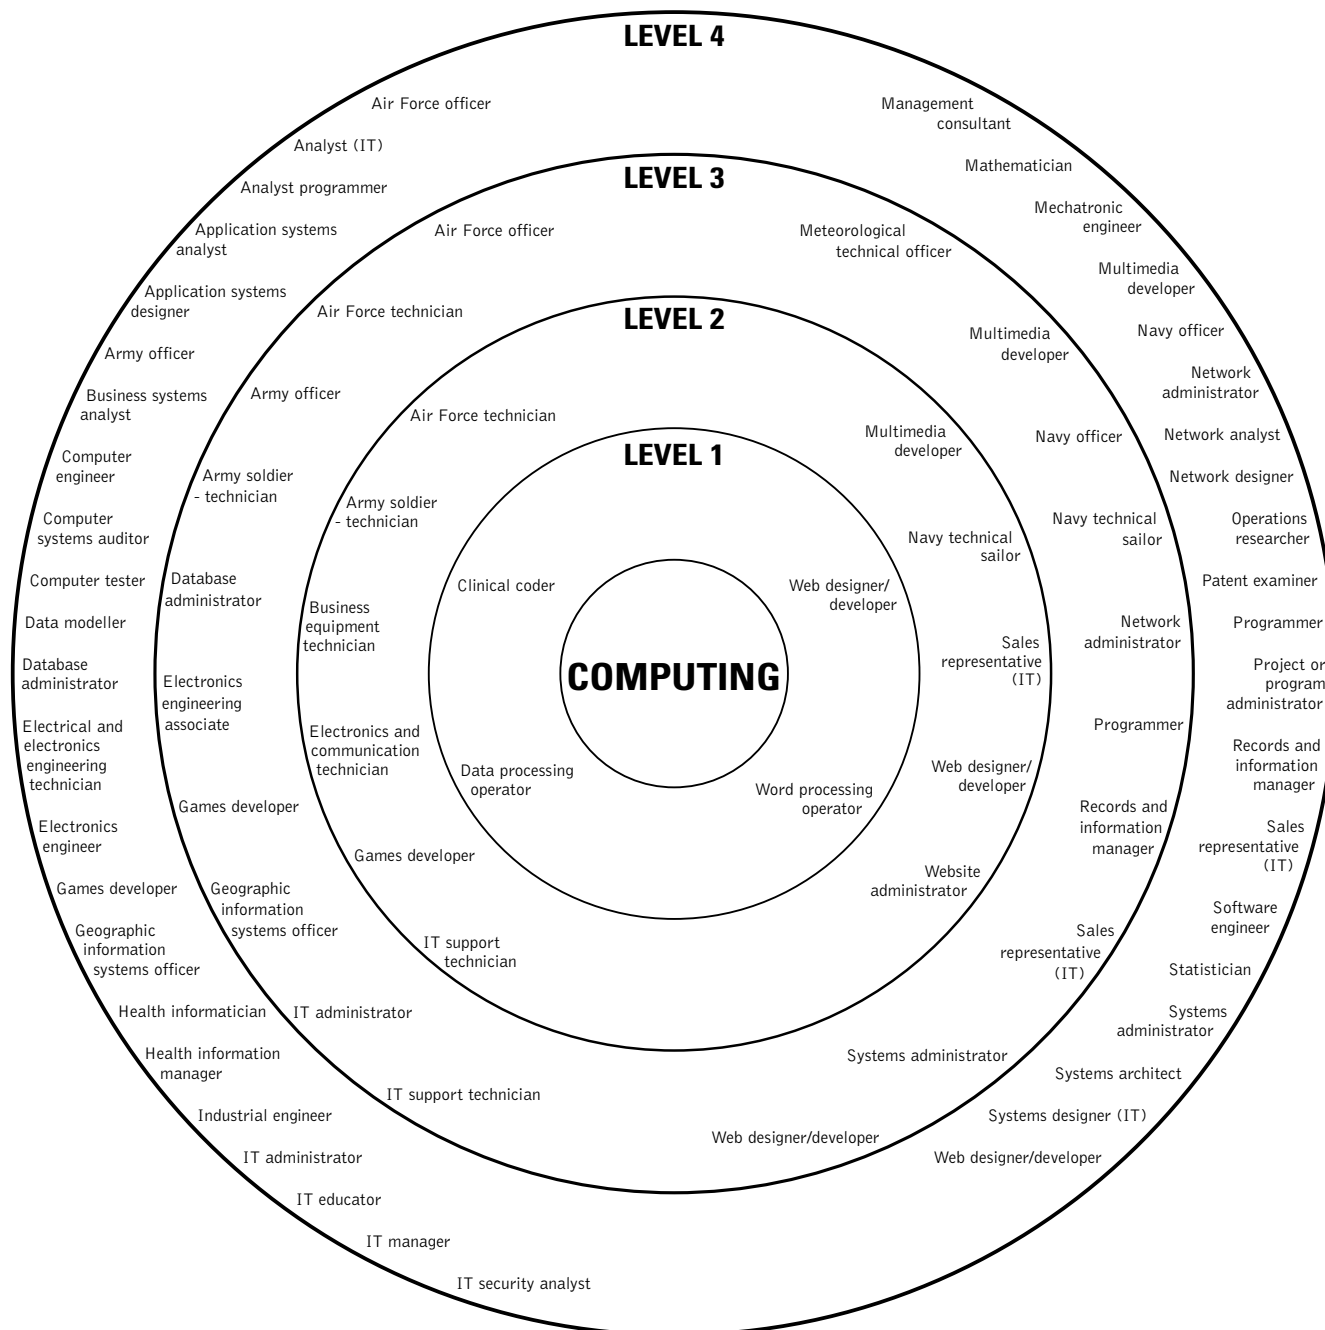 LEVEL 4
Air Force officer
Analyst (IT)
Analyst programmer
Application systems
analyst
Application systems
designer
Army officer
Business systems
analyst
Computer
engineer
Computer
systems auditor
Computer tester
Data modeller
Database
administrator
Electrical and
electronics
engineering
technician
Electronics
engineer
Games developer
Geographic
information
systems officer
Health informatician
Health information
manager
Industrial engineer
IT administrator
IT educator
IT manager
IT security analyst
Management
consultant
Mathematician
Mechatronic
engineer
Multimedia
developer
Navy officer
Network
administrator
Network analyst
Network designer
Operations
researcher
Patent examiner
Programmer
Project or
program
administrator
Records and
information
manager
Sales
representative
(IT)
Software
engineer
Statistician
Systems
administrator
Systems architect
Systems designer (IT)
Web designer/developer
LEVEL 3
Air Force officer
Air Force technician
Army officer
Army soldier
- technician
Database
administrator
Electronics
engineering
associate
Games developer
Geographic
information
systems officer
IT administrator
IT support technician
Meteorological
technical officer
Multimedia
developer
Navy officer
Navy technical
sailor
Network
administrator
Programmer
Records and
information
manager
Sales
representative
(IT)
Systems administrator
Web designer/developer
LEVEL 2
Air Force technician
Army soldier
- technician
Business
equipment
technician
Electronics and
communication
technician
Games developer
IT support
technician
Multimedia
developer
Navy technical
sailor
Sales
representative
(IT)
Web designer/
developer
Website
administrator
LEVEL 1
Clinical coder
Data processing
operator
Web designer/
developer
Word processing
operator
COMPUTING